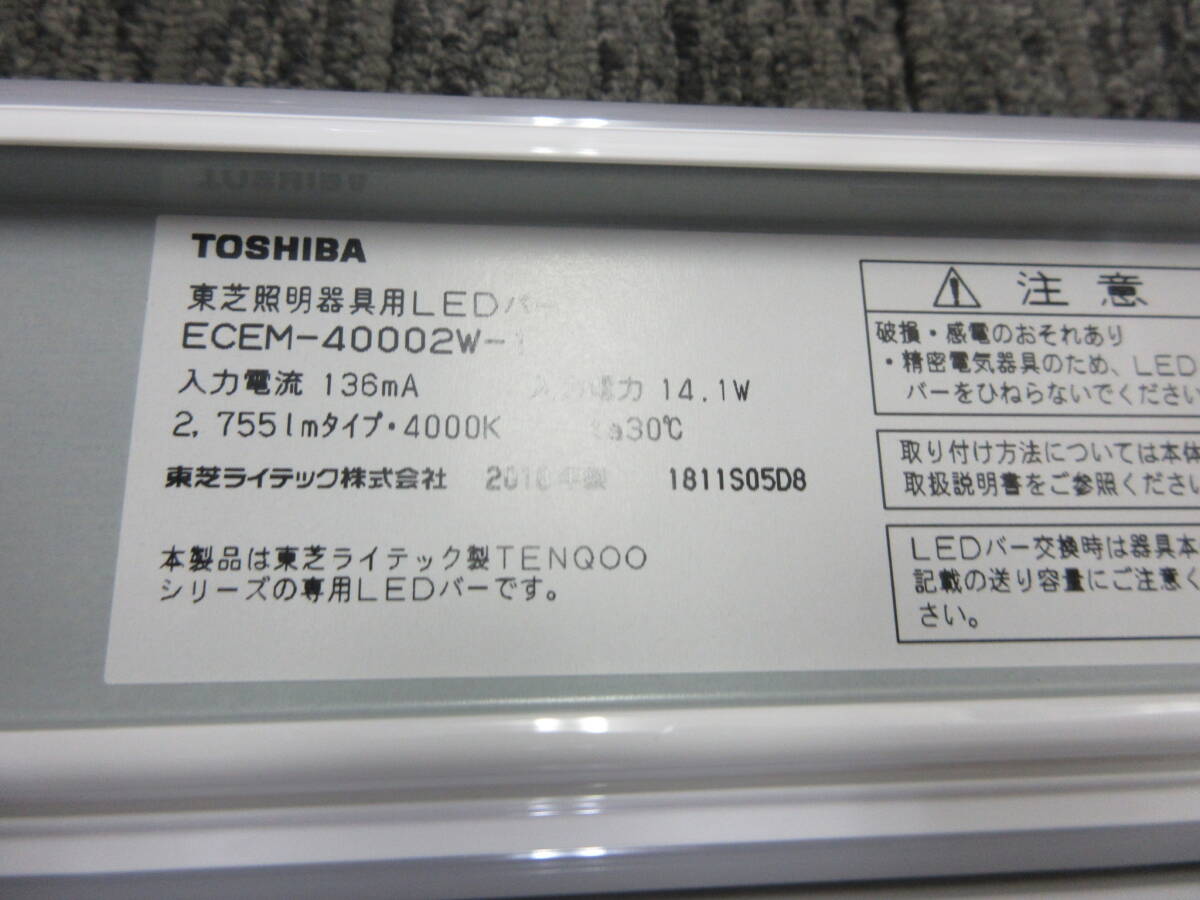 TOSHIBA
東芝照明器具用LEDバー
ECEM-40002W-1
入力電流 136mA 入力電力 14.1W
2,755lmタイプ・4000K 30℃
東芝ライテック株式会社 年製 1811S05D8
本製品は東芝ライテック製TENQOO
シリーズの専用LEDバーです。
注意
破損・感電のおそれあり
・精密電気器具のため、LED
バーをひねらないでください
取り付け方法については本体
取扱説明書をご参照ください
LEDバー交換時は器具本
記載の送り容量にご注意く
さい。